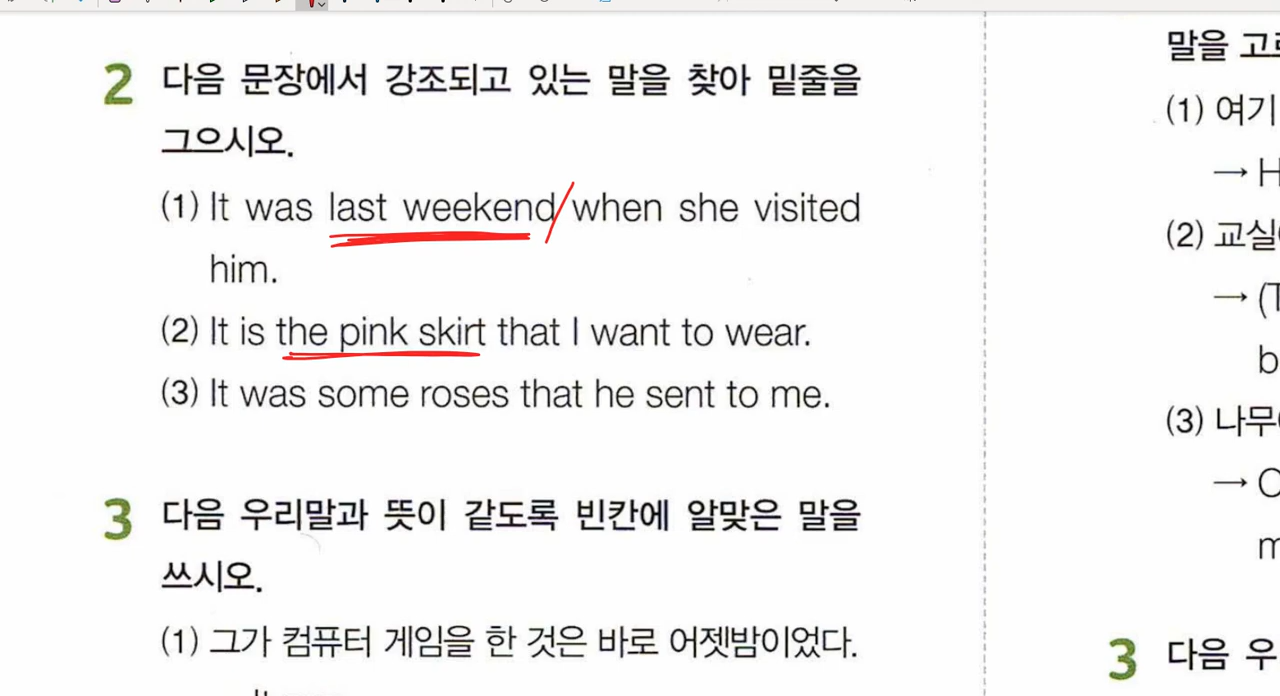 2 다음 문장에서 강조되고 있는 말을 찾아 밑줄을
그으시오.
(1) It was last weekend when she visited
him.
(2) It is the pink skirt that I want to wear.
(3) It was some roses that he sent to me.
3 다음 우리말과 뜻이 같도록 빈칸에 알맞은 말을
쓰시오.
(1) 그가 컴퓨터 게임을 한 것은 바로 어젯밤이었다.
말을
(1) 여기
→ H
(2)
→
b
(3)
→
m
3 다음 우